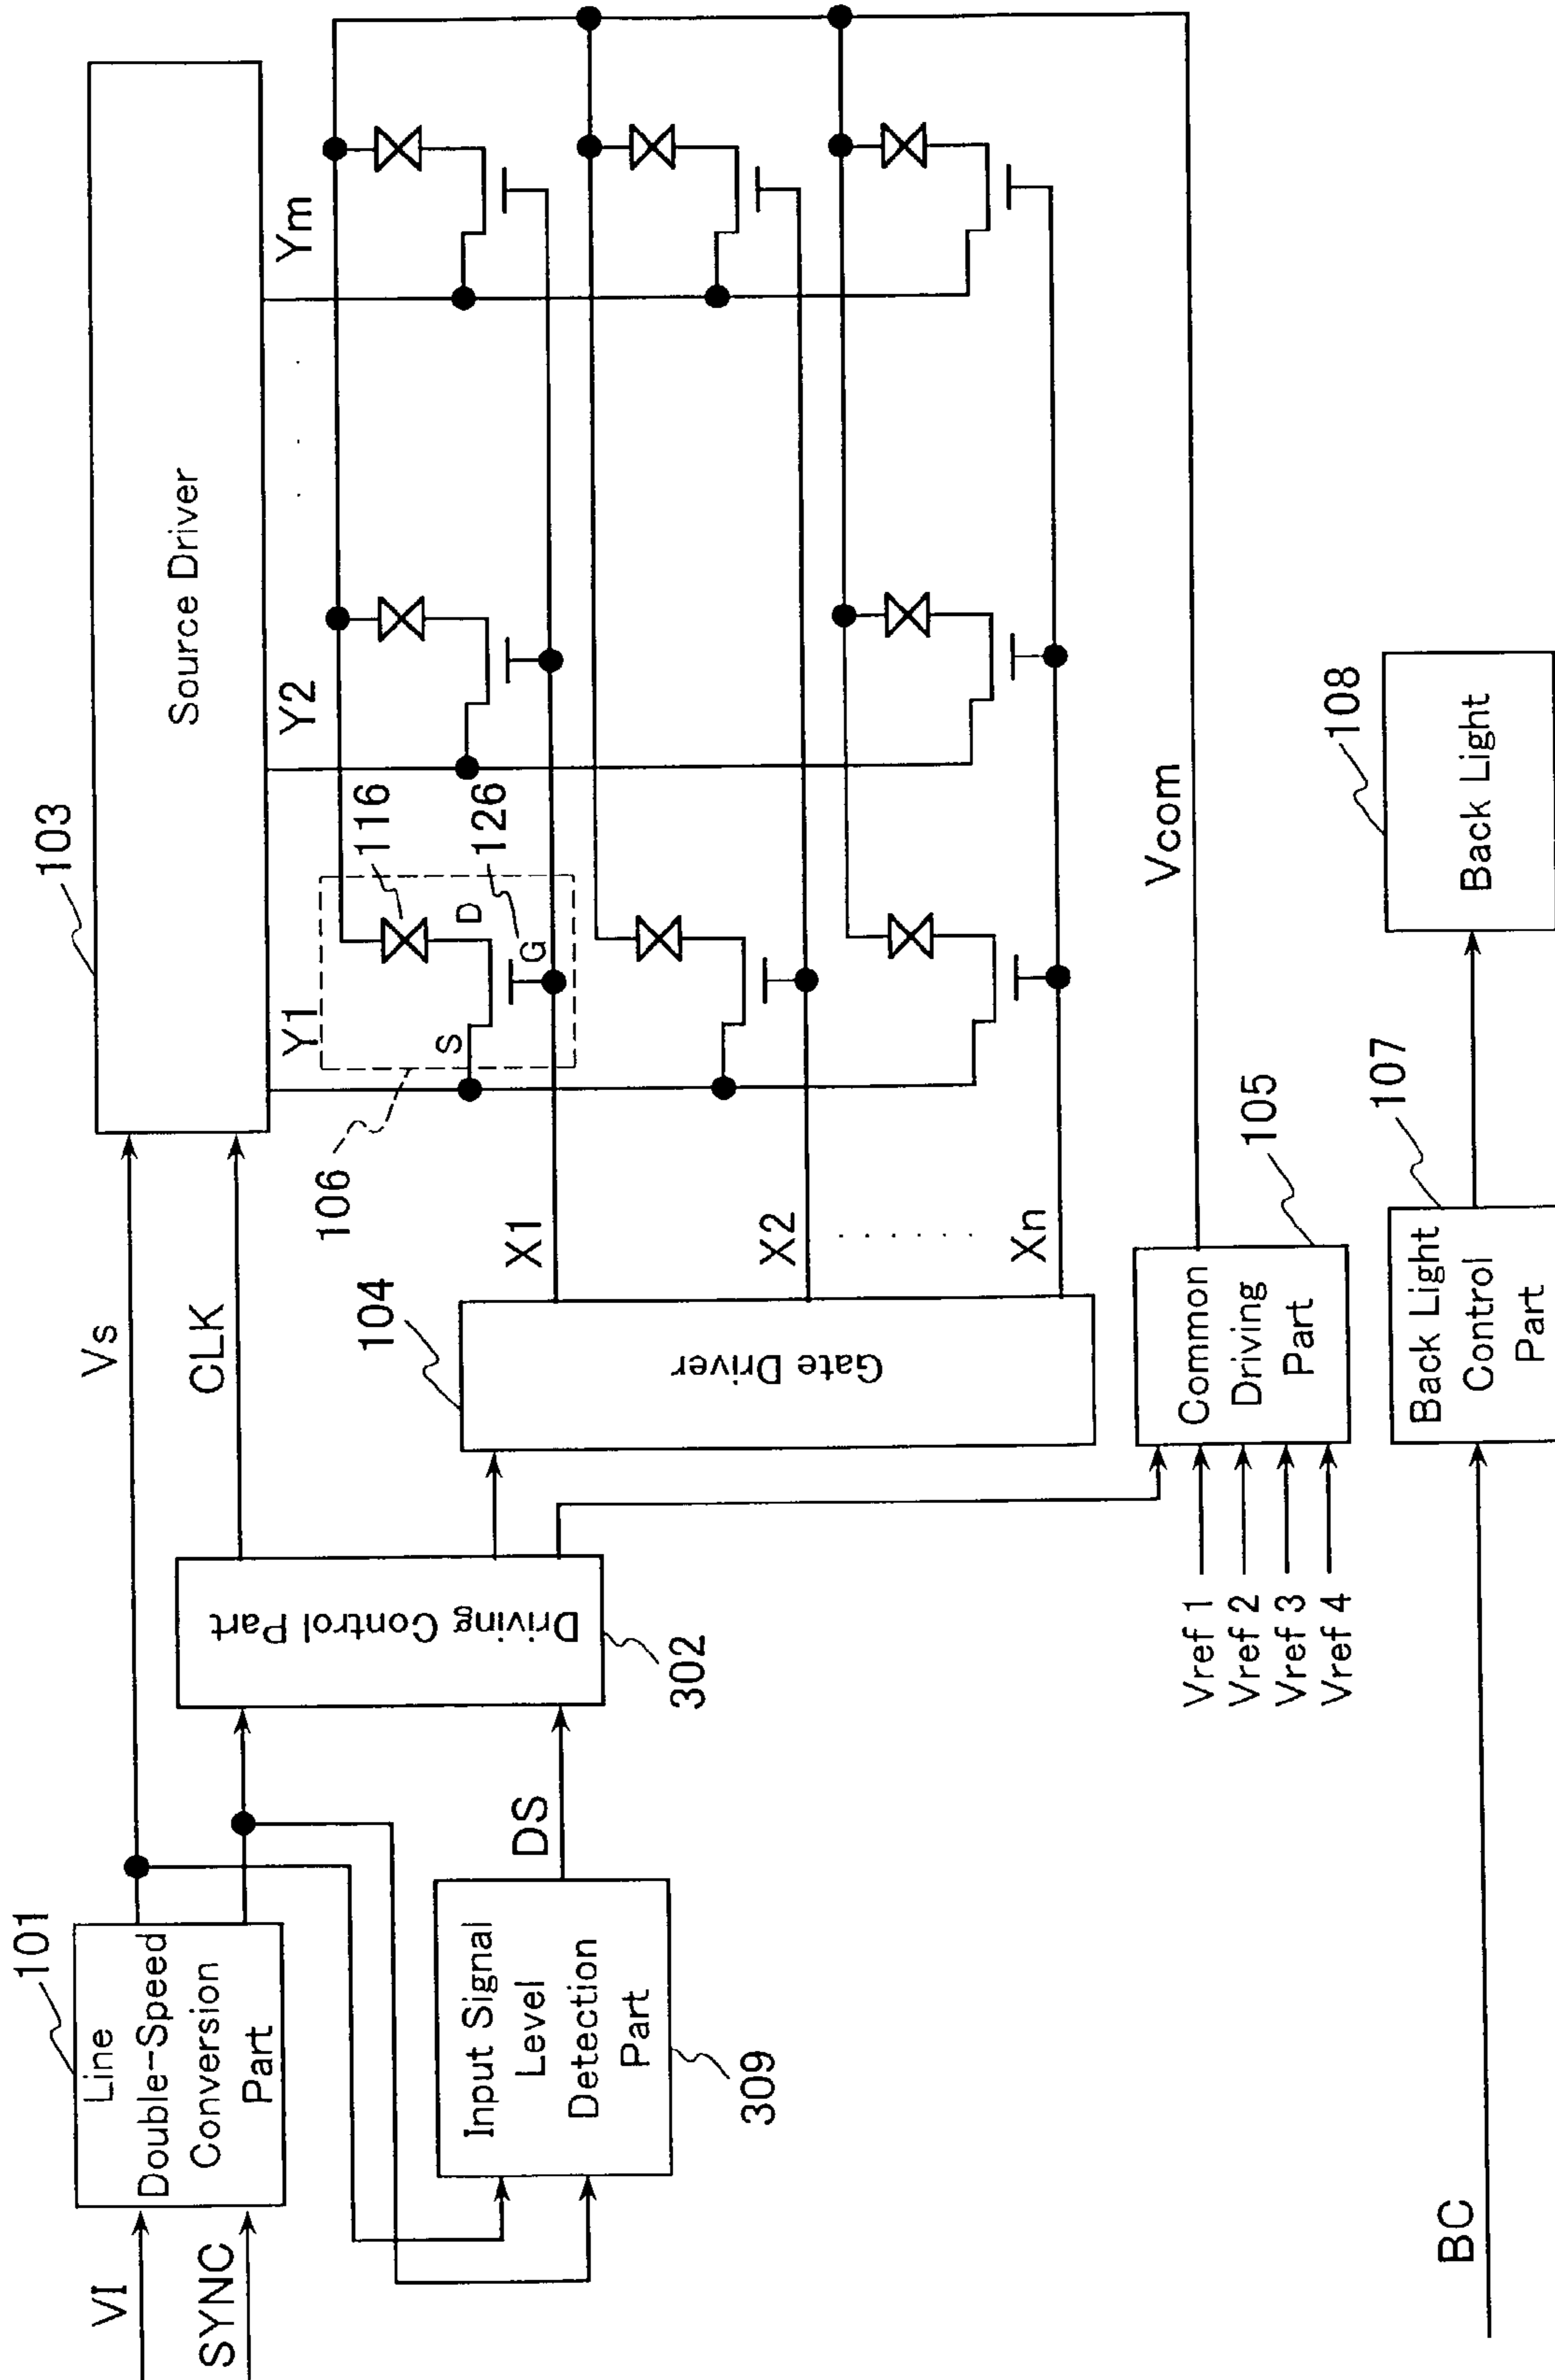 VI
SYNC
101
Line
Double-Speed
Conversion
Part
Vs
CLK
103
Source Driver
Input Signal
Level
Detection
Part
309
DS
Driving Control Part
302
104
Gate Driver
X1
X2
. . . . . .
Xn
106
Y1
Y2
. . .
Ym
S
D
G
116
126
Vref 1
Vref 2
Vref 3
Vref 4
Common
Driving
Part
105
Vcom
BC
Back Light
Control
Part
107
Back Light
108